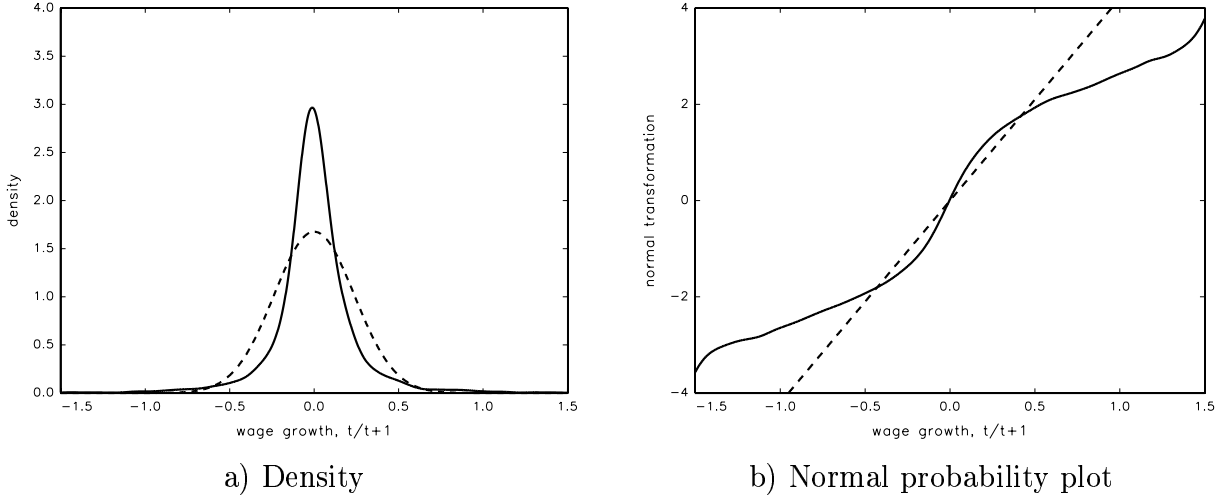 4.0
3.5
3.0
2.5
2.0
1.5
1.0
0.5
0.0
density
−1.5 −1.0 −0.5 0.0 0.5 1.0 1.5
wage growth, t/t+1
a) Density
4
2
0
−2
−4
normal transformation
−1.5 −1.0 −0.5 0.0 0.5 1.0 1.5
wage growth, t/t+1
b) Normal probability plot